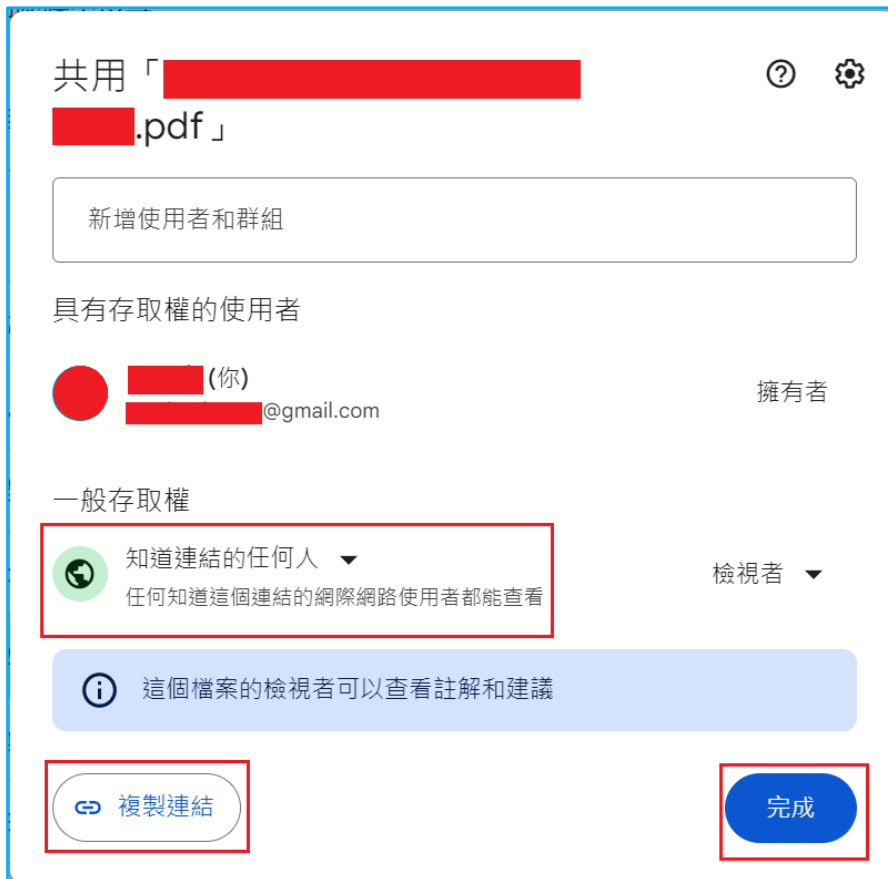 共用「
.pdf」
新增使用者和群組
具有存取權的使用者
(你)
@gmail.com
擁有者
一般存取權
知道連結的任何人
任何知道這個連結的網際網路使用者都能查看
檢視者
這個檔案的檢視者可以查看註解和建議
複製連結
完成